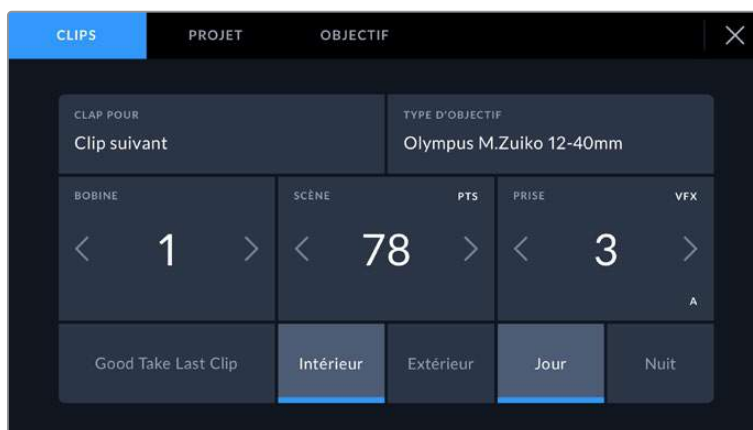 CLIPS PROJET OBJECTIF
CLAP POUR TYPE D'OBJECTIF
Clip suivant Olympus M.Zuiko 12-40mm
BOBINE SCÈNE PTS PRISE VFX
1 78 3
A
Good Take Last Clip Intérieur Extérieur Jour Nuit